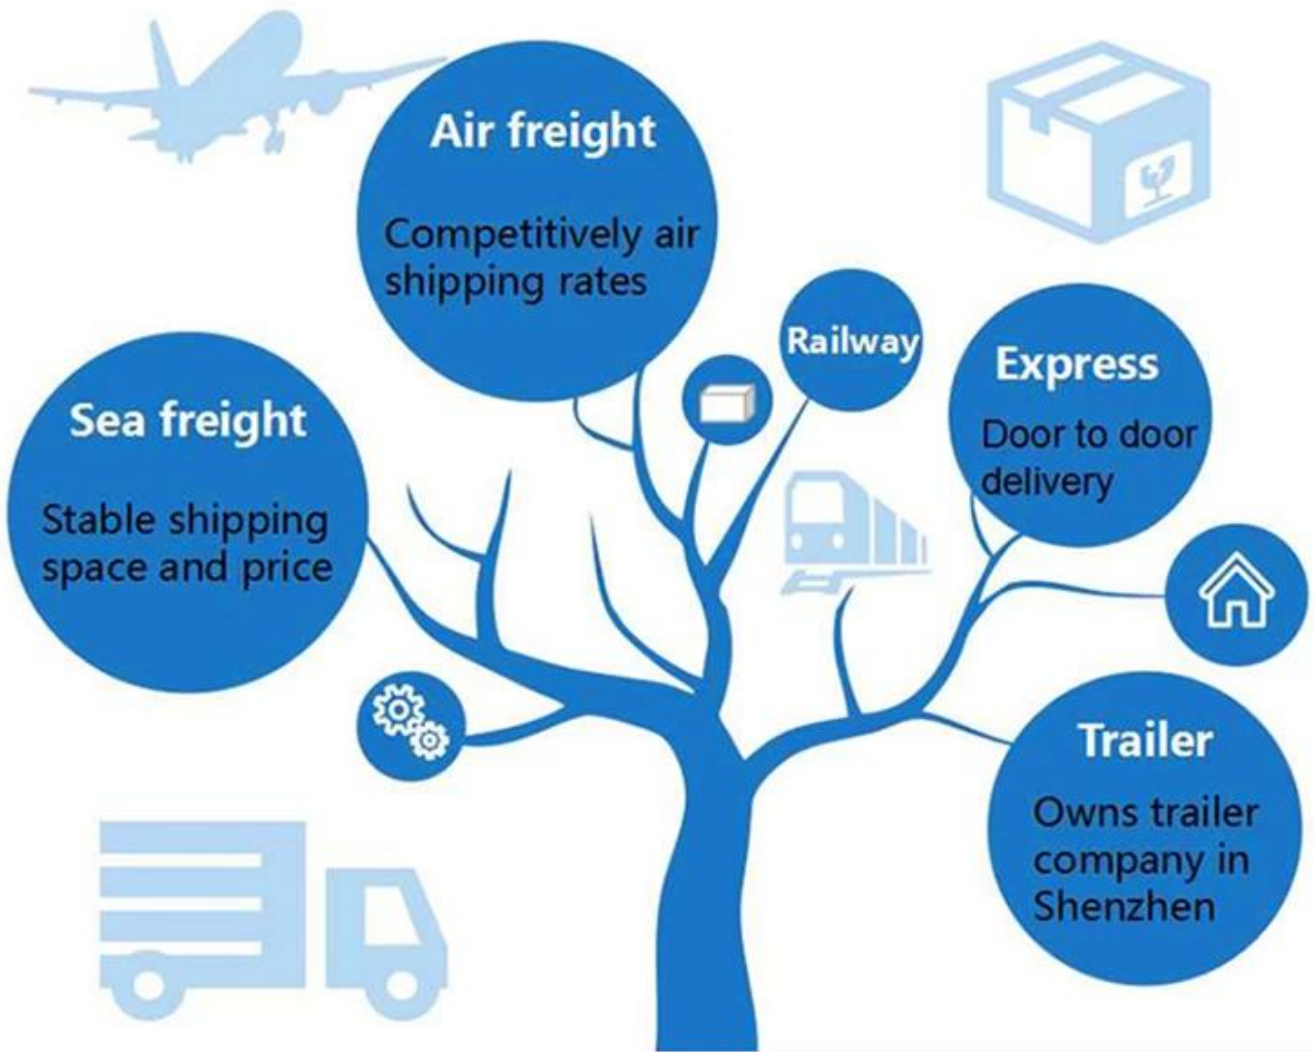 Air freight
Competitively air
shipping rates
Railway
Express
Door to door
delivery
Sea freight
Stable shipping
space and price
Trailer
Owns trailer
company in
Shenzhen